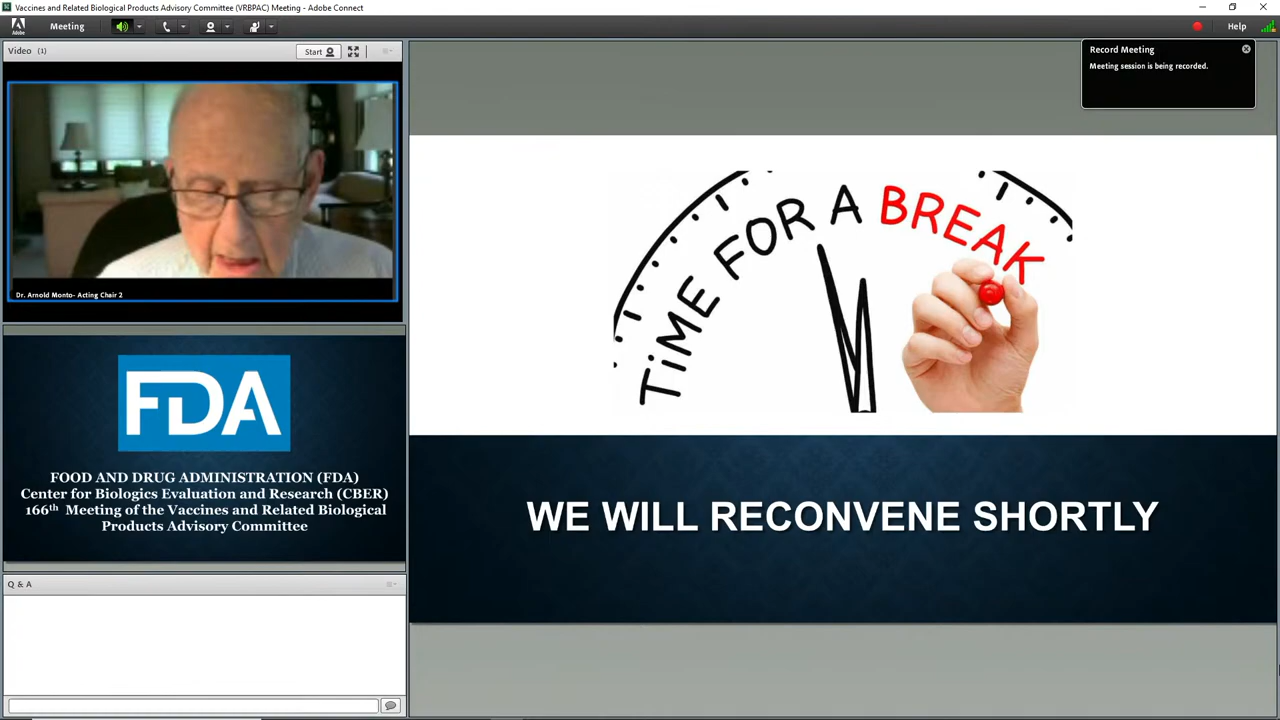 Vaccines and Related Biological Products Advisory Committee (VRBPAC) Meeting - Adobe Connect
Adobe
Meeting
Help
Video (1)
Start
Record Meeting
Meeting session is being recorded.
Dr. Arnold Monto- Acting Chair 2
TiME FOR A BREAK
FDA
FOOD AND DRUG ADMINISTRATION (FDA)
Center for Biologics Evaluation and Research (CBER)
166th Meeting of the Vaccines and Related Biological
Products Advisory Committee
WE WILL RECONVENE SHORTLY
Q & A